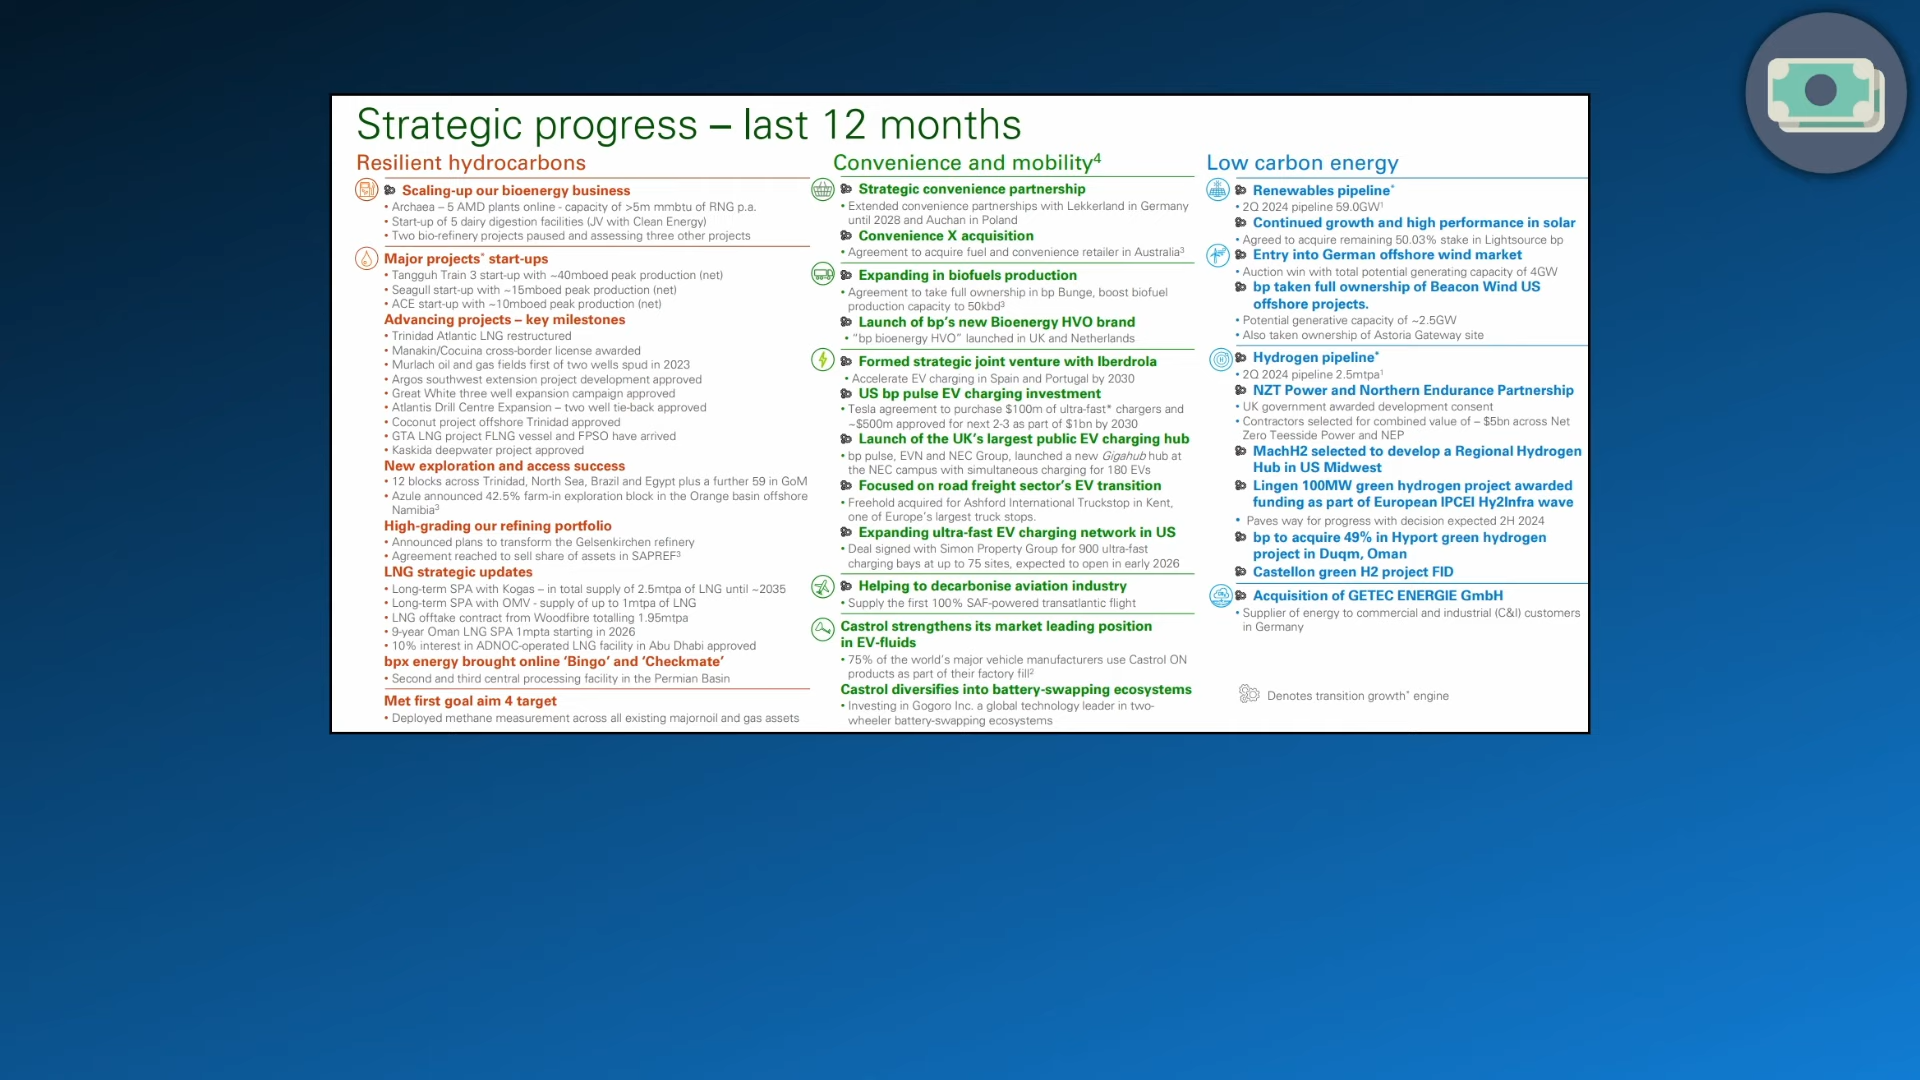 Strategic progress – last 12 months
Resilient hydrocarbons
Scaling-up our bioenergy business
• Archaea – 5 AMD plants online - capacity of >5m mmbtu of RNG p.a.
• Start-up of 5 dairy digestion facilities (JV with Clean Energy)
• Two bio-refinery projects paused and assessing three other projects
Major projects* start-ups
• Tangguh Train 3 start-up with ~40mboed peak production (net)
• Seagull start-up with ~15mboed peak production (net)
• ACE start-up with ~10mboed peak production (net)
Advancing projects – key milestones
• Trinidad Atlantic LNG restructured
• Manakin/Cocuina cross-border license awarded
• Murlach oil and gas fields first of two wells spud in 2023
• Argos southwest extension project development approved
• Great White three well expansion campaign approved
• Atlantis Drill Centre Expansion – two well tie-back approved
• Coconut project offshore Trinidad approved
• GTA LNG project FLNG vessel and FPSO have arrived
• Kaskida deepwater project approved
New exploration and access success
• 12 blocks across Trinidad, North Sea, Brazil and Egypt plus a further 59 in GoM
• Azule announced 42.5% farm-in exploration block in the Orange basin offshore
Namibia³
High-grading our refining portfolio
• Announced plans to transform the Gelsenkirchen refinery
• Agreement reached to sell share of assets in SAPREF³
LNG strategic updates
• Long-term SPA with Kogas – in total supply of 2.5mtpa of LNG until ~2035
• Long-term SPA with OMV - supply of up to 1mtpa of LNG
• LNG offtake contract from Woodfibre totalling 1.95mtpa
• 9-year Oman LNG SPA 1mpta starting in 2026
• 10% interest in ADNOC-operated LNG facility in Abu Dhabi approved
bpx energy brought online ‘Bingo’ and ‘Checkmate’
• Second and third central processing facility in the Permian Basin
Met first goal aim 4 target
• Deployed methane measurement across all existing majornoil and gas assets
Convenience and mobility⁴
Strategic convenience partnership
• Extended convenience partnerships with Lekkerland in Germany
until 2028 and Auchan in Poland
Convenience X acquisition
• Agreement to acquire fuel and convenience retailer in Australia³
Expanding in biofuels production
• Agreement to take full ownership in bp Bunge, boost biofuel
production capacity to 50kbd³
Launch of bp’s new Bioenergy HVO brand
• “bp bioenergy HVO” launched in UK and Netherlands
Formed strategic joint venture with Iberdrola
• Accelerate EV charging in Spain and Portugal by 2030
US bp pulse EV charging investment
• Tesla agreement to purchase $100m of ultra-fast* chargers and
~$500m approved for next 2-3 as part of $1bn by 2030
Launch of the UK’s largest public EV charging hub
• bp pulse, EVN and NEC Group, launched a new Gigahub hub at
the NEC campus with simultaneous charging for 180 EVs
Focused on road freight sector’s EV transition
• Freehold acquired for Ashford International Truckstop in Kent,
one of Europe’s largest truck stops.
Expanding ultra-fast EV charging network in US
• Deal signed with Simon Property Group for 900 ultra-fast
charging bays at up to 75 sites, expected to open in early 2026
Helping to decarbonise aviation industry
• Supply the first 100% SAF-powered transatlantic flight
Castrol strengthens its market leading position
in EV-fluids
• 75% of the world’s major vehicle manufacturers use Castrol ON
products as part of their factory fill²
Castrol diversifies into battery-swapping ecosystems
• Investing in Gogoro Inc. a global technology leader in two-
wheeler battery-swapping ecosystems
Low carbon energy
Renewables pipeline*
• 2Q 2024 pipeline 59.0GW¹
Continued growth and high performance in solar
• Agreed to acquire remaining 50.03% stake in Lightsource bp
Entry into German offshore wind market
• Auction win with total potential generating capacity of 4GW
bp taken full ownership of Beacon Wind US
offshore projects.
• Potential generative capacity of ~2.5GW
• Also taken ownership of Astoria Gateway site
Hydrogen pipeline*
• 2Q 2024 pipeline 2.5mtpa¹
NZT Power and Northern Endurance Partnership
• UK government awarded development consent
• Contractors selected for combined value of – $5bn across Net
Zero Teesside Power and NEP
MachH2 selected to develop a Regional Hydrogen
Hub in US Midwest
Lingen 100MW green hydrogen project awarded
funding as part of European IPCEI Hy2Infra wave
• Paves way for progress with decision expected 2H 2024
bp to acquire 49% in Hyport green hydrogen
project in Duqm, Oman
Castellon green H2 project FID
Acquisition of GETEC ENERGIE GmbH
• Supplier of energy to commercial and industrial (C&I) customers
in Germany
Denotes transition growth* engine